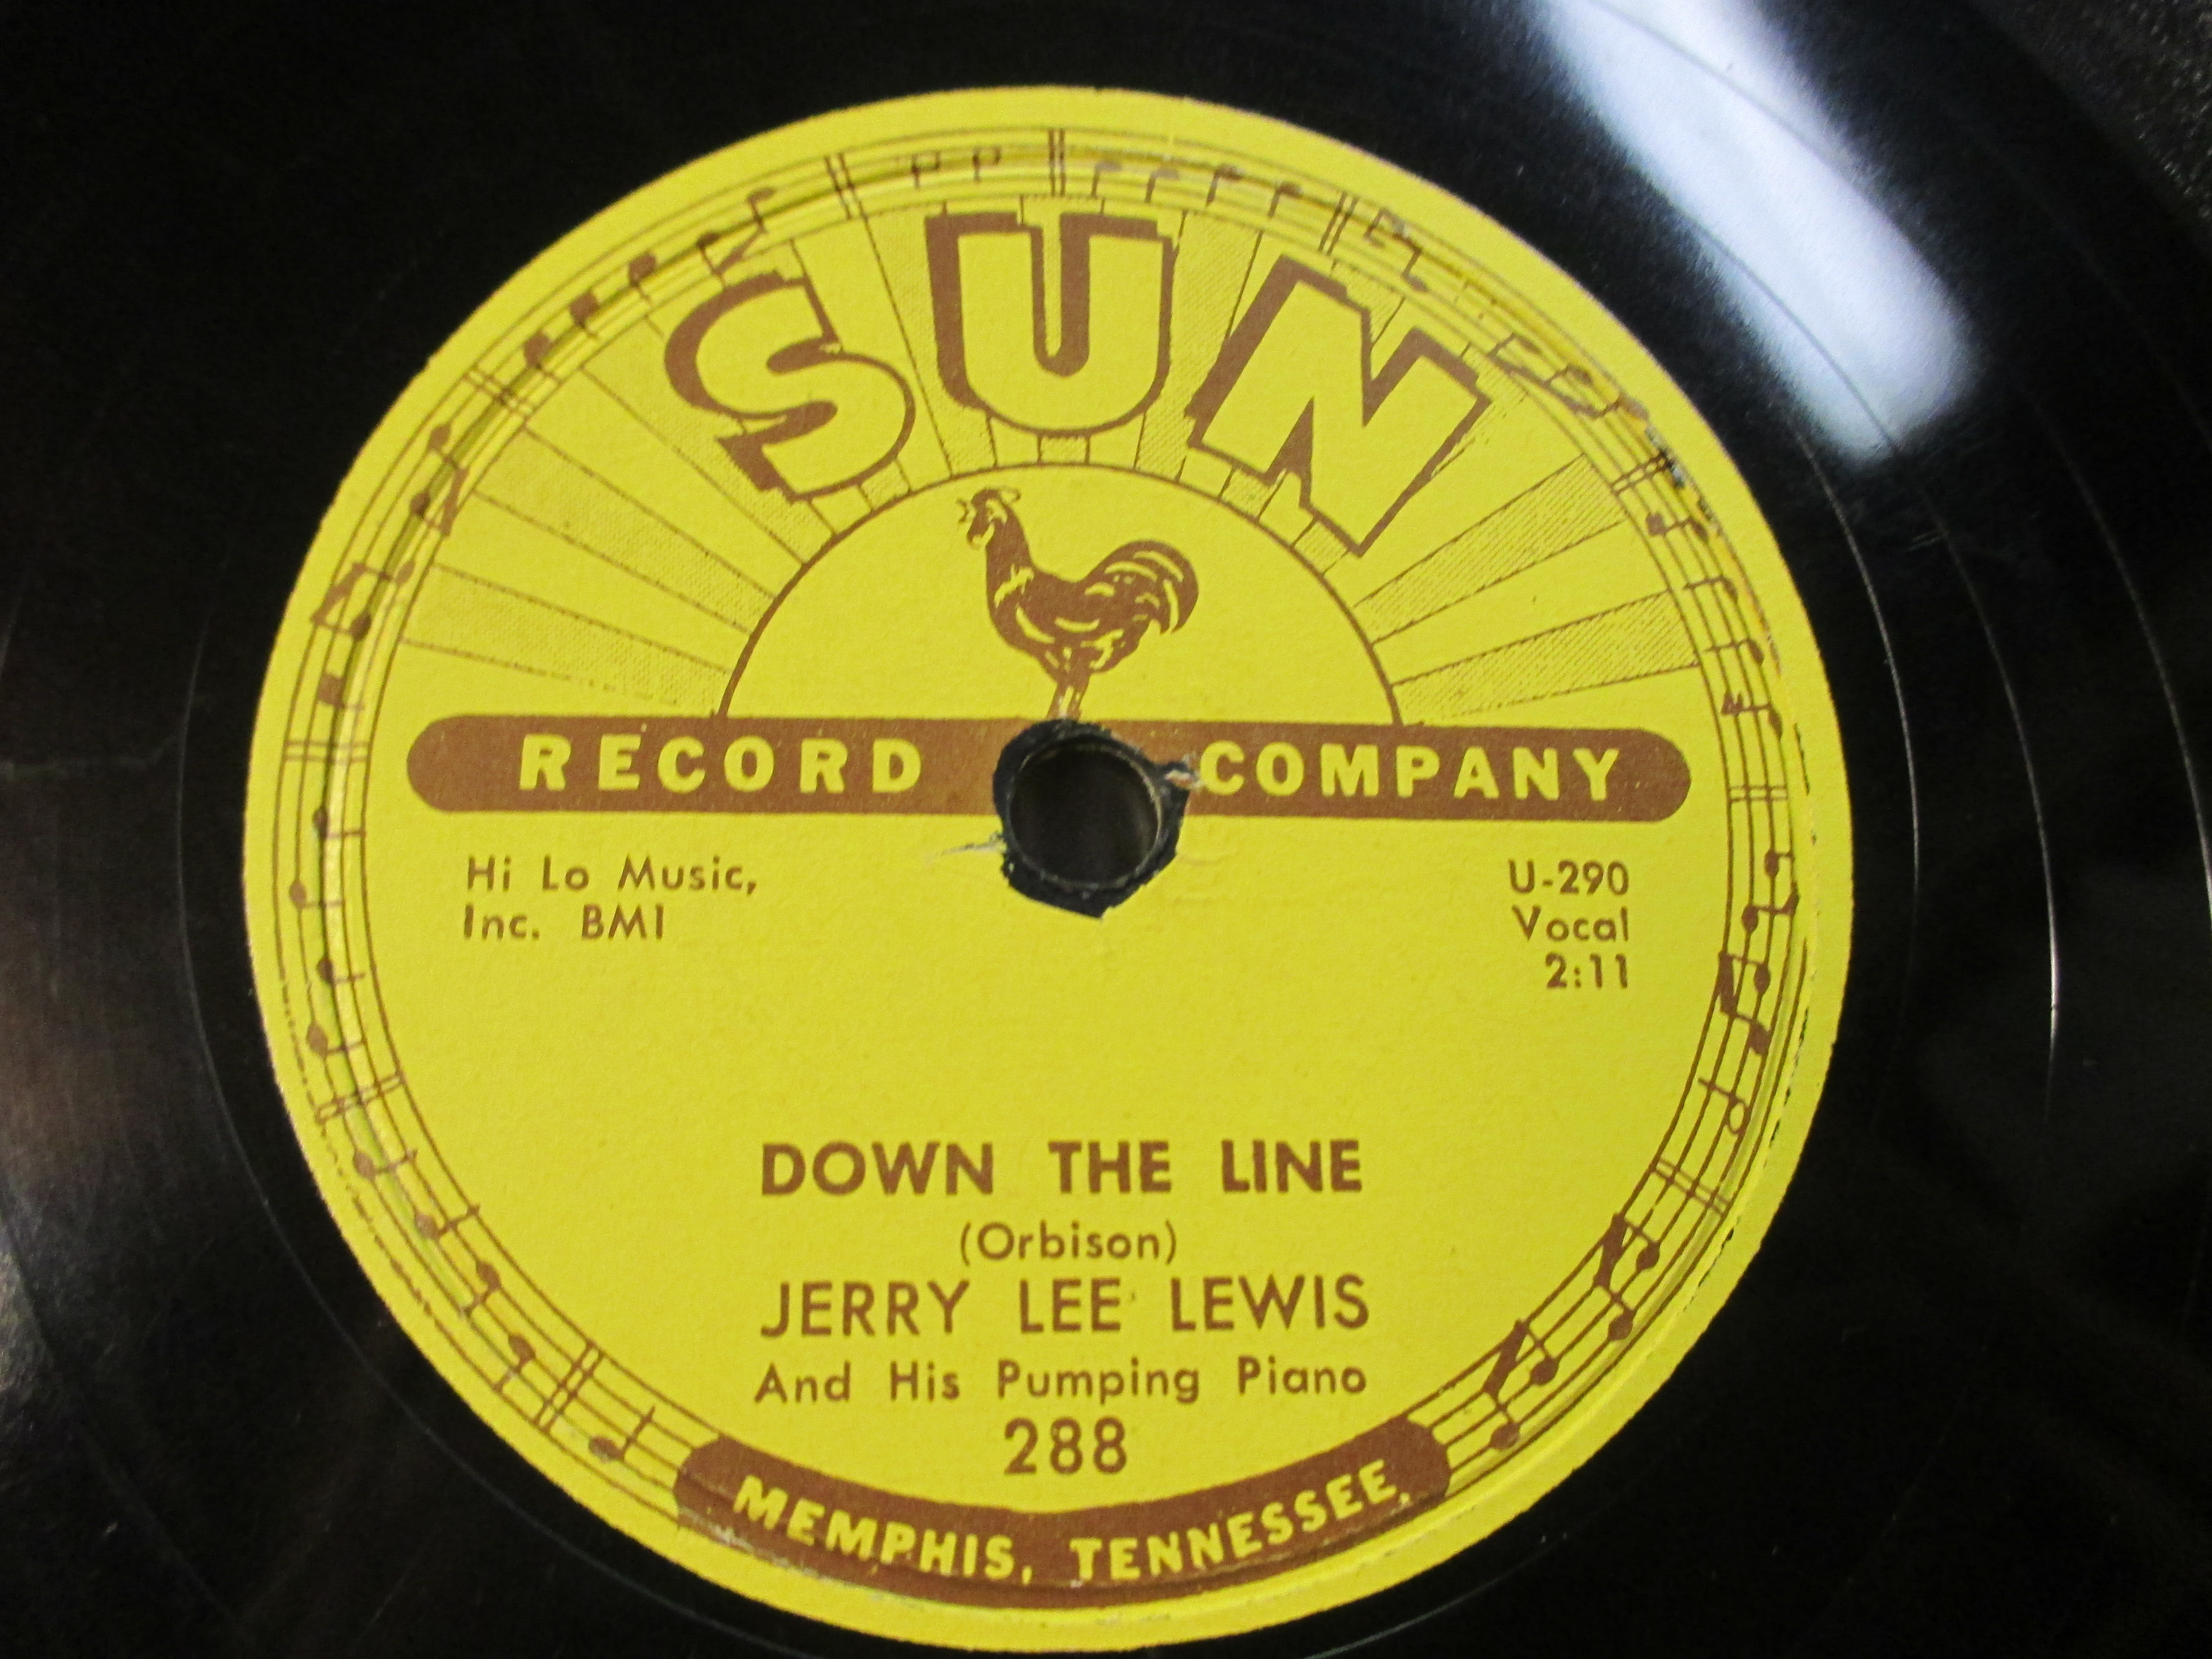 SUN
RECORD COMPANY
Hi Lo Music,
Inc. BMI
U-290
Vocal
2:11
DOWN THE LINE
(Orbison)
JERRY LEE LEWIS
And His Pumping Piano
288
MEMPHIS, TENNESSEE.